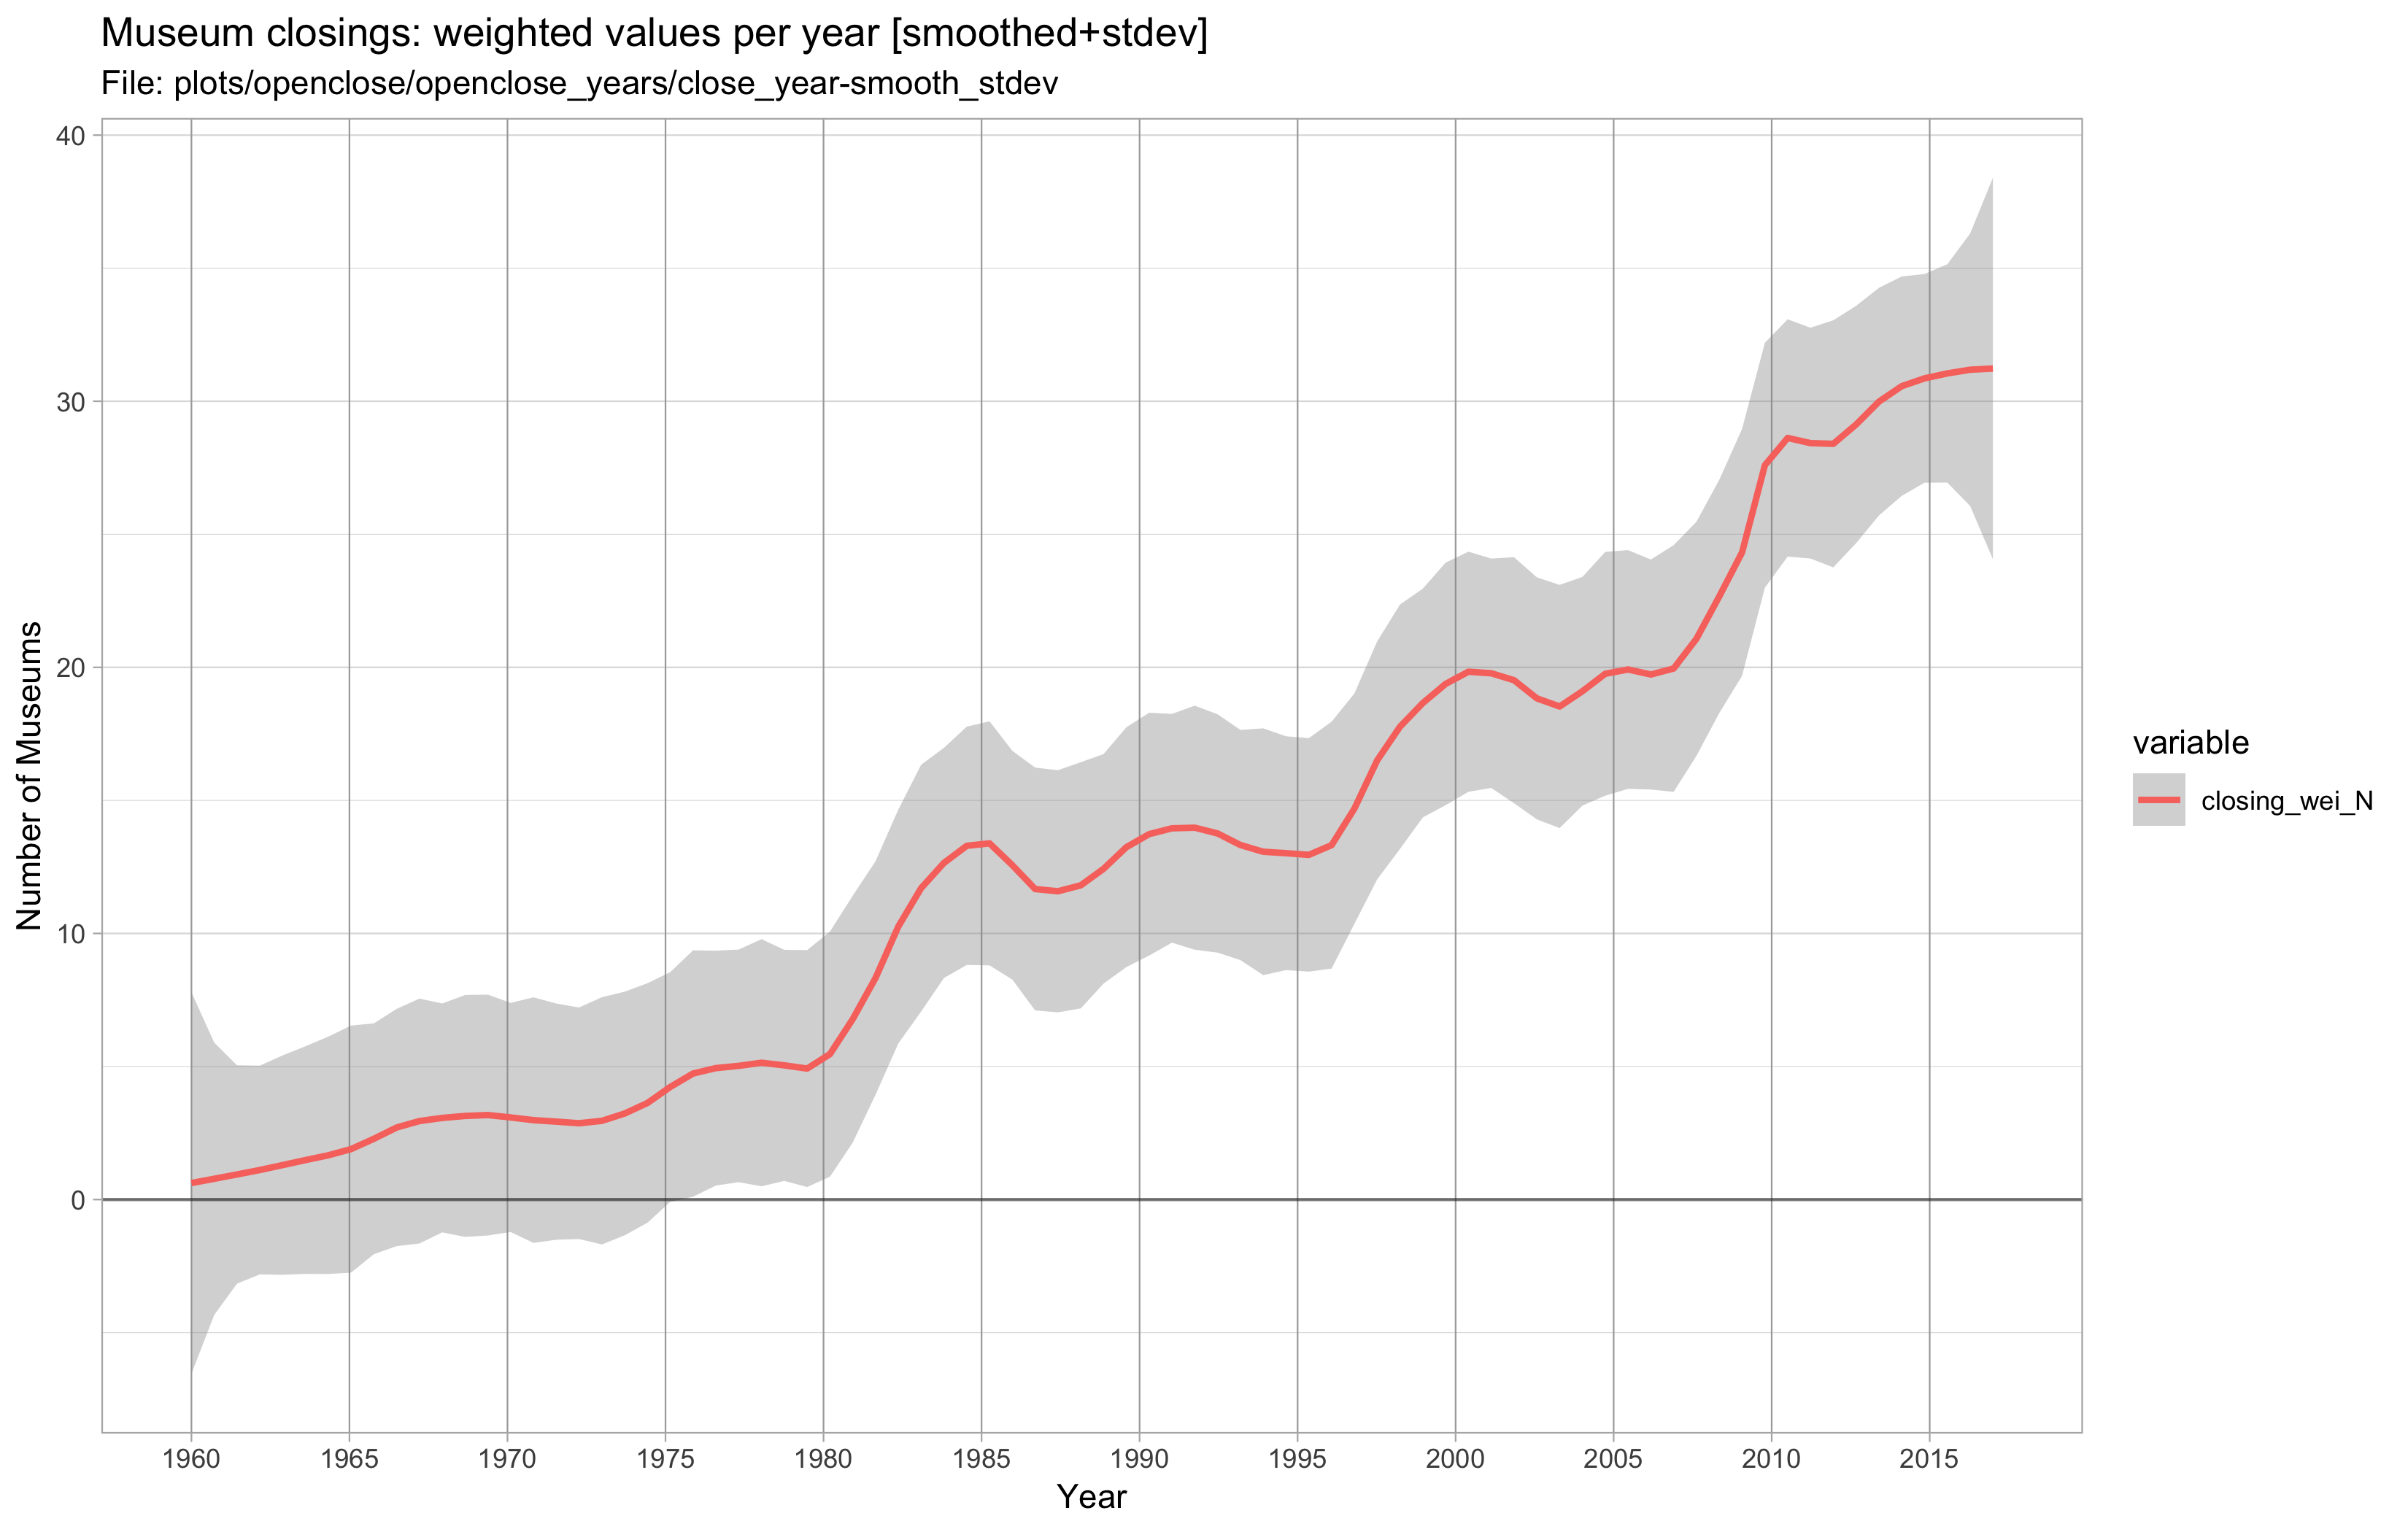 Museum closings: weighted values per year [smoothed+stdev]
File: plots/openclose/openclose_years/close_year-smooth_stdev
40
30
20
10
0
Number of Museums
1960 1965 1970 1975 1980 1985 1990 1995 2000 2005 2010 2015
Year
variable
closing_wei_N